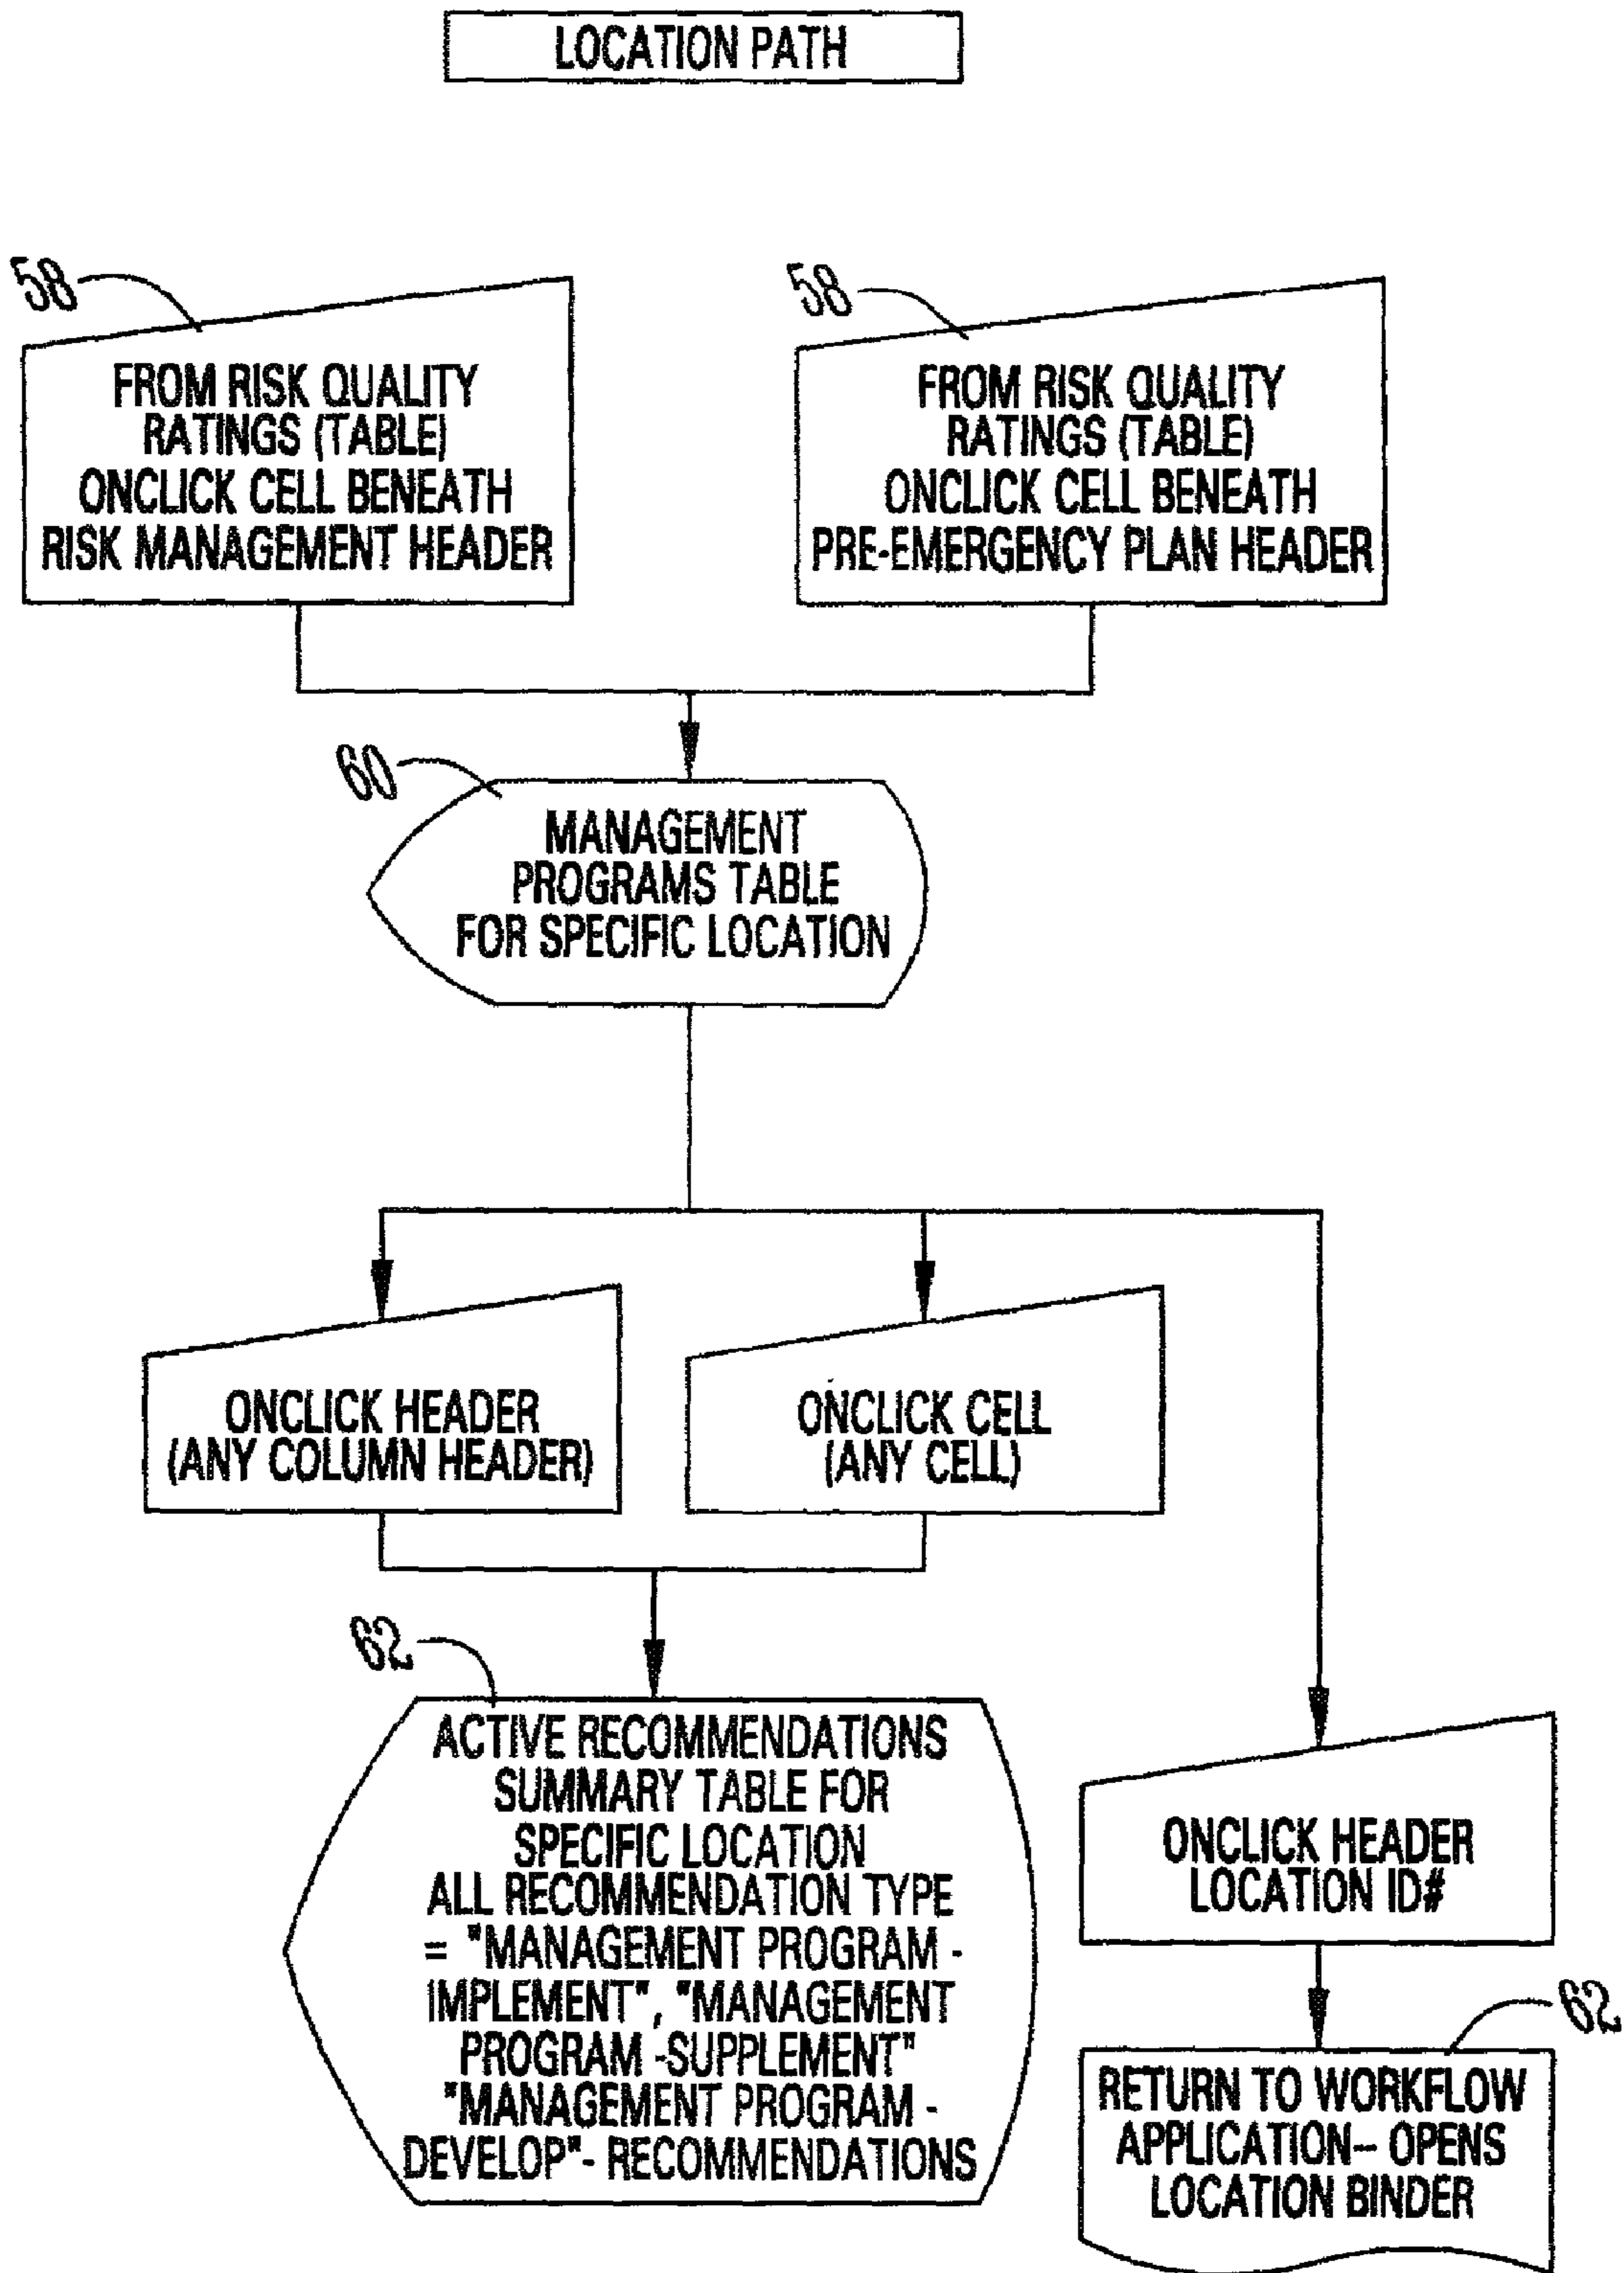 LOCATION PATH
58
FROM RISK QUALITY
RATINGS (TABLE)
ONCLICK CELL BENEATH
RISK MANAGEMENT HEADER
58
FROM RISK QUALITY
RATINGS (TABLE)
ONCLICK CELL BENEATH
PRE-EMERGENCY PLAN HEADER
60
MANAGEMENT
PROGRAMS TABLE
FOR SPECIFIC LOCATION
ONCLICK HEADER
(ANY COLUMN HEADER)
ONCLICK CELL
(ANY CELL)
62
ACTIVE RECOMMENDATIONS
SUMMARY TABLE FOR
SPECIFIC LOCATION
ALL RECOMMENDATION TYPE
= "MANAGEMENT PROGRAM -
IMPLEMENT", "MANAGEMENT
PROGRAM -SUPPLEMENT"
"MANAGEMENT PROGRAM -
DEVELOP"- RECOMMENDATIONS
ONCLICK HEADER
LOCATION ID#
62
RETURN TO WORKFLOW
APPLICATION-- OPENS
LOCATION BINDER